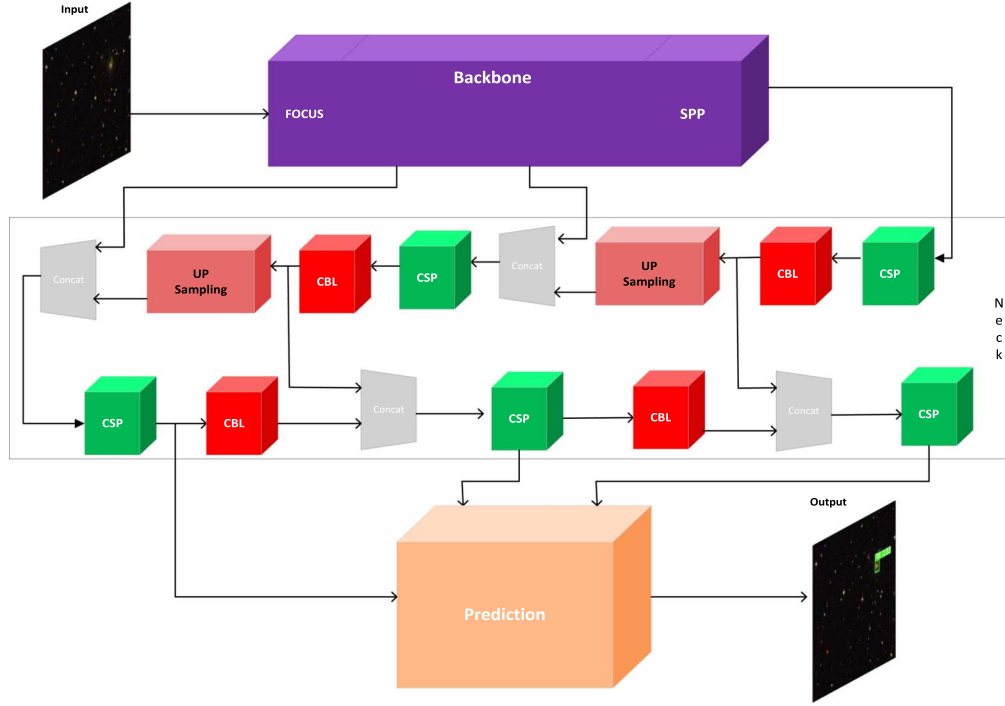 Input
Backbone
FOCUS
SPP
Concat
UP
Sampling
CBL
CSP
Concat
UP
Sampling
CBL
CSP
N
e
c
k
CSP
CBL
Concat
CSP
CBL
Concat
CSP
Output
Prediction